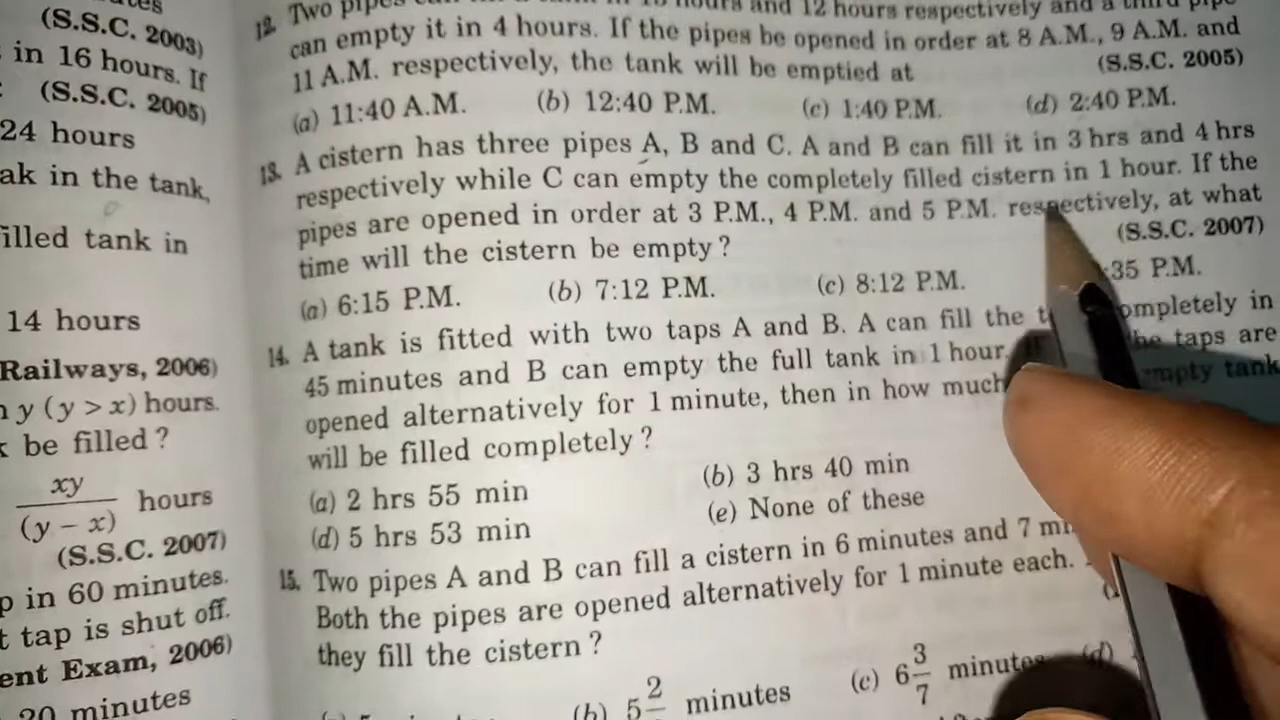 (S.S.C. 2003)
in 16 hours. If
(S.S.C. 2005)
24 hours
ak in the tank,
illed tank in
14 hours
Railways, 2006)
y (y > x) hours.
be filled ?
xy
hours
(y − x)
(S.S.C. 2007)
p in 60 minutes.
t tap is shut off.
ent Exam, 2006)
20 minutes
12. Two pipes hours and 12 hours respectively and a third pipe
can empty it in 4 hours. If the pipes be opened in order at 8 A.M., 9 A.M. and
11 A.M. respectively, the tank will be emptied at (S.S.C. 2005)
(a) 11:40 A.M. (b) 12:40 P.M. (c) 1:40 P.M. (d) 2:40 P.M.
13. A cistern has three pipes A, B and C. A and B can fill it in 3 hrs and 4 hrs
respectively while C can empty the completely filled cistern in 1 hour. If the
pipes are opened in order at 3 P.M., 4 P.M. and 5 P.M. respectively, at what
time will the cistern be empty ? (S.S.C. 2007)
(a) 6:15 P.M. (b) 7:12 P.M. (c) 8:12 P.M. :35 P.M.
14. A tank is fitted with two taps A and B. A can fill the ompletely in
45 minutes and B can empty the full tank in 1 hour. he taps are
opened alternatively for 1 minute, then in how much mpty tank
will be filled completely ?
(a) 2 hrs 55 min (b) 3 hrs 40 min
(d) 5 hrs 53 min (e) None of these
15. Two pipes A and B can fill a cistern in 6 minutes and 7 mi
Both the pipes are opened alternatively for 1 minute each.
they fill the cistern ?
(b) 5 2 minutes (c) 6 3/7 minutes (d)